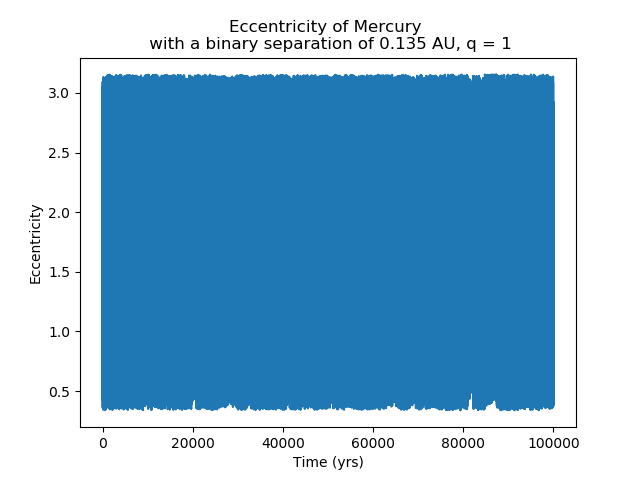 Eccentricity of Mercury
with a binary separation of 0.135 AU, q = 1
3.0
2.5
2.0
1.5
1.0
0.5
Eccentricity
0 20000 40000 60000 80000 100000
Time (yrs)